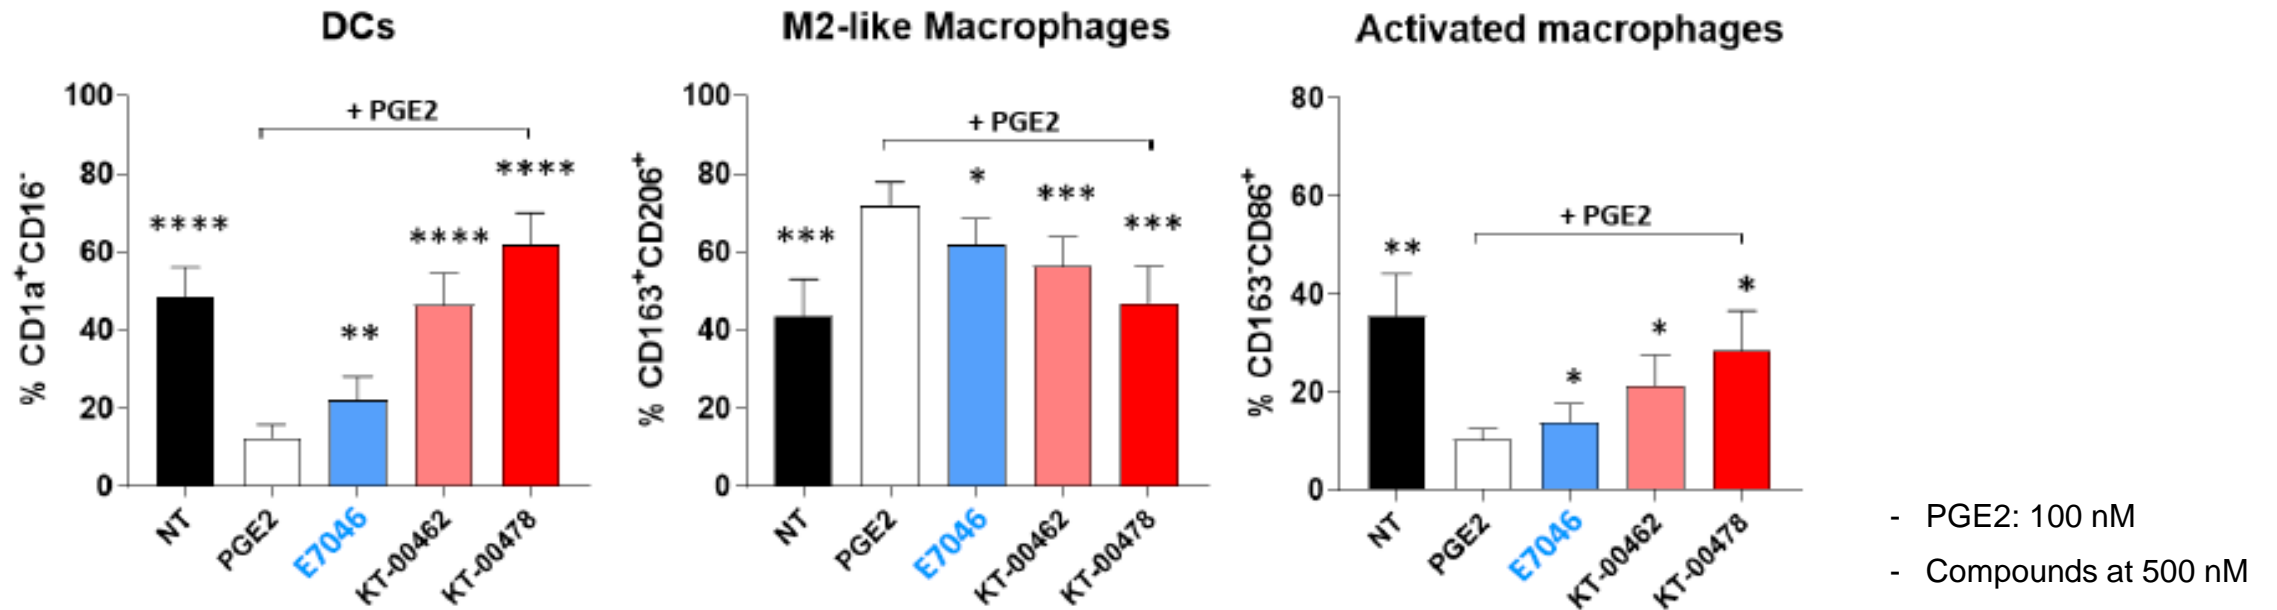 DCs
+ PGE2
% CD1a⁺CD16⁻
100
80
60
40
20
0
****
**
****
****
NT
PGE2
E7046
KT-00462
KT-00478
M2-like Macrophages
+ PGE2
% CD163⁺CD206⁺
100
80
60
40
20
0
***
*
***
***
NT
PGE2
E7046
KT-00462
KT-00478
Activated macrophages
+ PGE2
% CD163⁻CD86⁺
80
60
40
20
0
**
*
*
*
NT
PGE2
E7046
KT-00462
KT-00478
- PGE2: 100 nM
- Compounds at 500 nM